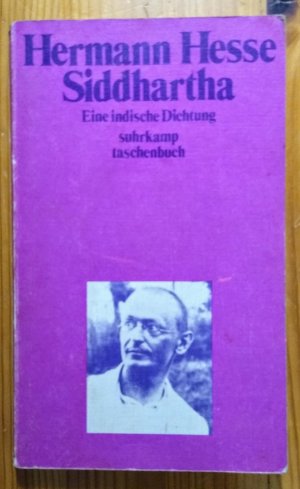 Hermann Hesse
Siddhartha
Eine indische Dichtung
suhrkamp
taschenbuch